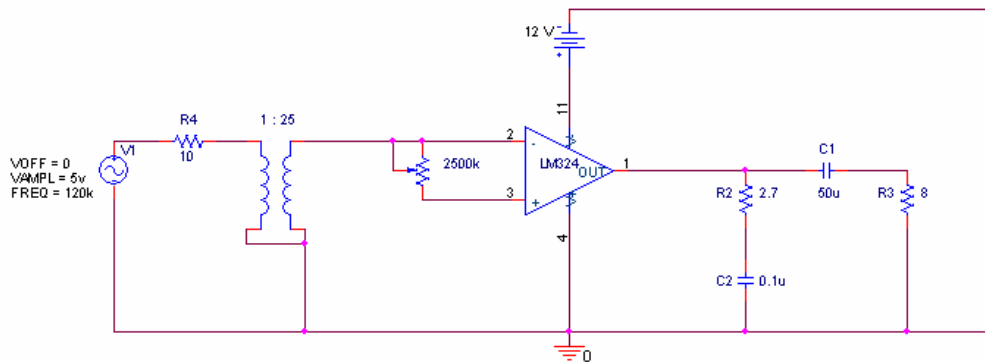 12 V
-
+
11
R4
10
1 : 25
V1
VOFF = 0
VAMPL = 5v
FREQ = 120k
2500k
2
-
3
+
LM324
OUT
1
4
C1
50u
R2
2.7
R3
8
C2
0.1u
0